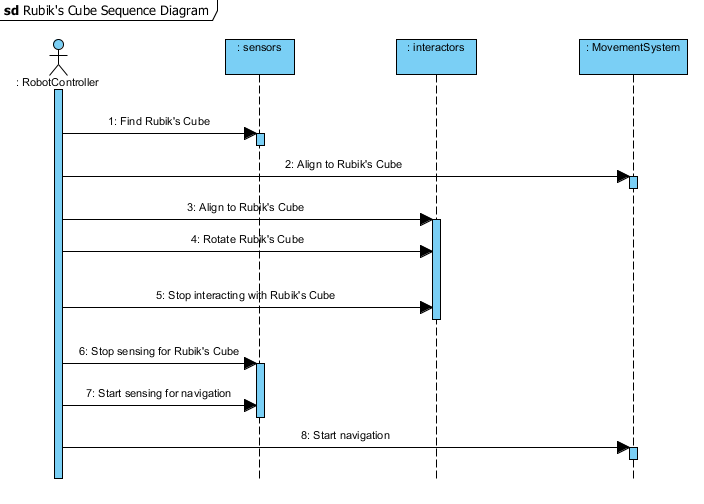 sd Rubik's Cube Sequence Diagram
: RobotController
: sensors
: interactors
: MovementSystem
1: Find Rubik's Cube
2: Align to Rubik's Cube
3: Align to Rubik's Cube
4: Rotate Rubik's Cube
5: Stop interacting with Rubik's Cube
6: Stop sensing for Rubik's Cube
7: Start sensing for navigation
8: Start navigation